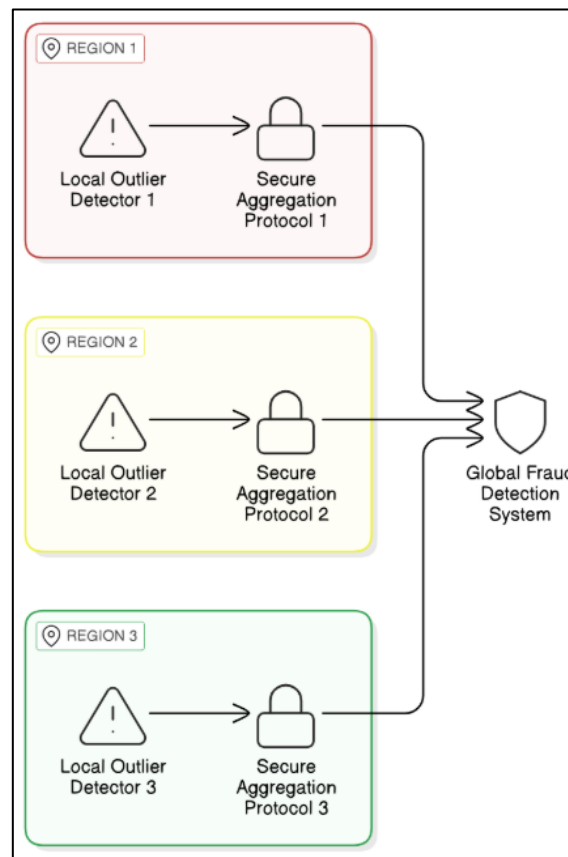 REGION 1
Local Outlier
Detector 1
Secure
Aggregation
Protocol 1
REGION 2
Local Outlier
Detector 2
Secure
Aggregation
Protocol 2
Global Fraud
Detection
System
REGION 3
Local Outlier
Detector 3
Secure
Aggregation
Protocol 3